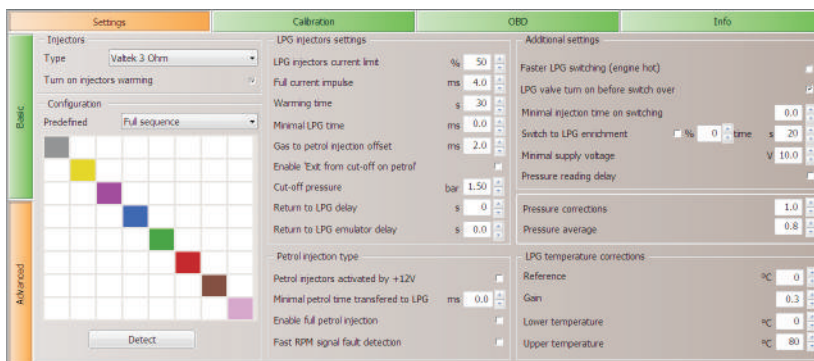 Settings
Calibration
OBD
Info
Basic
Advanced
Injectors
Type Valtek 3 Ohm
Turn on injectors warming
Configuration
Predefined Full sequence
Detect
LPG injectors settings
LPG injectors current limit % 50
Full current impulse ms 4.0
Warming time s 30
Minimal LPG time ms 0.0
Gas to petrol injection offset ms 2.0
Enable 'Exit from cut-off on petrol'
Cut-off pressure bar 1.50
Return to LPG delay s 0
Return to LPG emulator delay s 0.0
Petrol injection type
Petrol injectors activated by +12V
Minimal petrol time transfered to LPG ms 0.0
Enable full petrol injection
Fast RPM signal fault detection
Additional settings
Faster LPG switching (engine hot)
LPG valve turn on before switch over
Minimal injection time on switching 0.0
Switch to LPG enrichment % 0 time s 20
Minimal supply voltage V 10.0
Pressure reading delay
Pressure corrections 1.0
Pressure average 0.8
LPG temperature corrections
Reference ºC 0
Gain 0.3
Lower temperature ºC 0
Upper temperature ºC 80